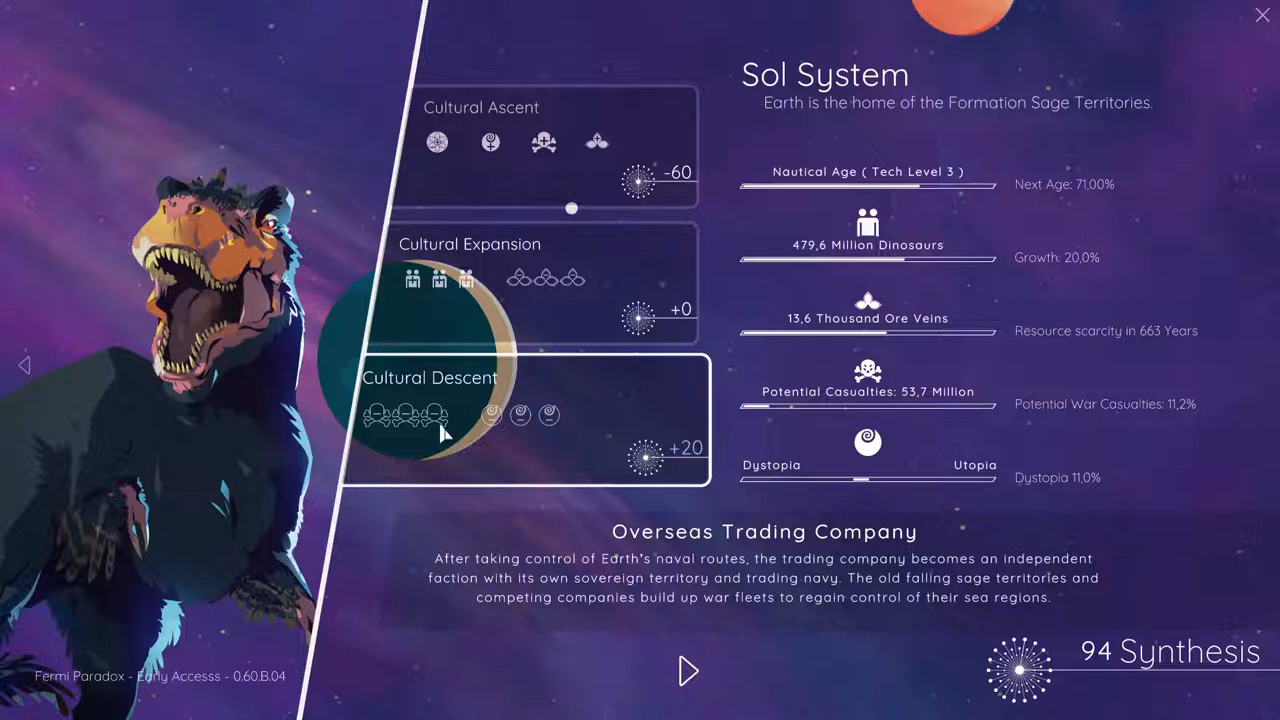 Sol System
Earth is the home of the Formation Sage Territories.
Cultural Ascent
-60
Cultural Expansion
+0
Cultural Descent
+20
Nautical Age ( Tech Level 3 )
Next Age: 71,00%
479,6 Million Dinosaurs
Growth: 20,0%
13,6 Thousand Ore Veins
Resource scarcity in 663 Years
Potential Casualties: 53,7 Million
Potential War Casualties: 11,2%
Dystopia Utopia
Dystopia 11,0%
Overseas Trading Company
After taking control of Earth's naval routes, the trading company becomes an independent
faction with its own sovereign territory and trading navy. The old falling sage territories and
competing companies build up war fleets to regain control of their sea regions.
94 Synthesis
Fermi Paradox - Early Accesss - 0.60.B.04